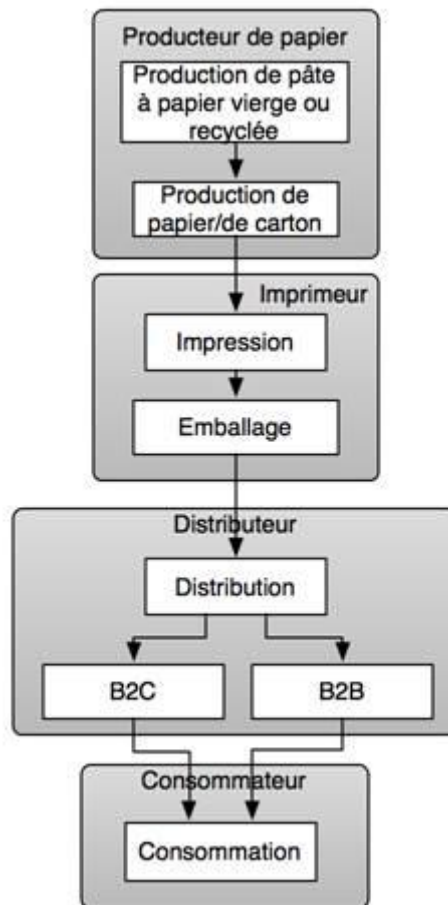 Producteur de papier
Production de pâte
à papier vierge ou
recyclée
Production de
papier/de carton
Imprimeur
Impression
Emballage
Distributeur
Distribution
B2C
B2B
Consommateur
Consommation